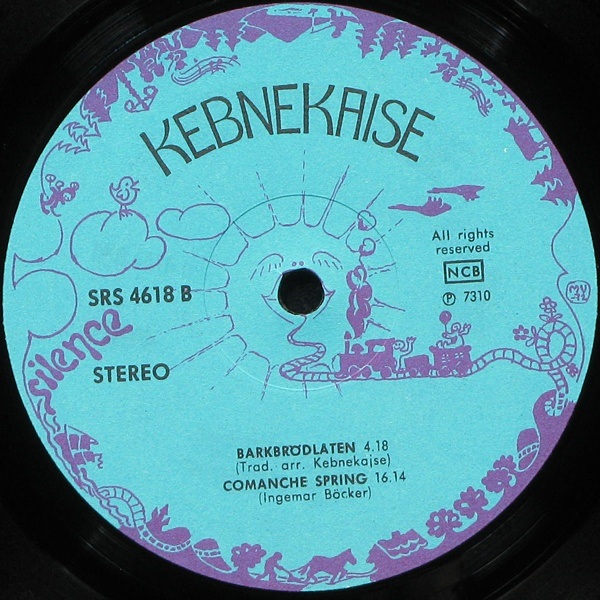 KEBNEKAISE
All rights
reserved
NCB
Ⓟ 7310
SRS 4618 B
silence
STEREO
BARKBRÖDLATEN 4.18
(Trad. arr. Kebnekajse)
COMANCHE SPRING 16.14
(Ingemar Böcker)